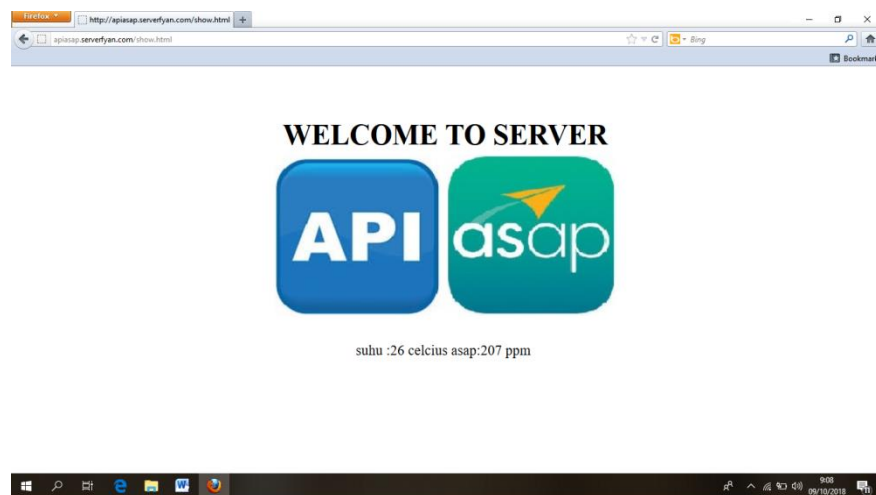 Firefox
http://apiasap.serverfyan.com/show.html
apiasap.serverfyan.com/show.html
Bing
Bookmark
WELCOME TO SERVER
API asap
suhu :26 celcius asap:207 ppm
9:08
09/10/2018